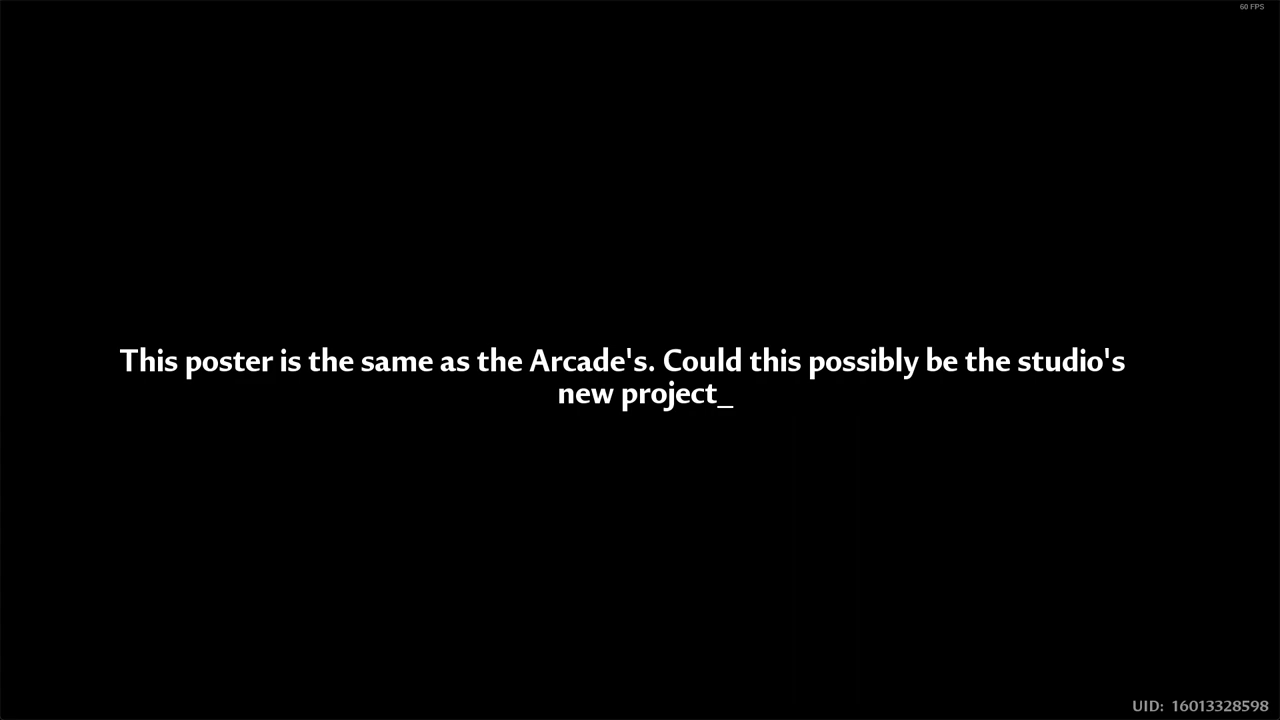 60 FPS
This poster is the same as the Arcade's. Could this possibly be the studio's
new project_
UID: 16013328598